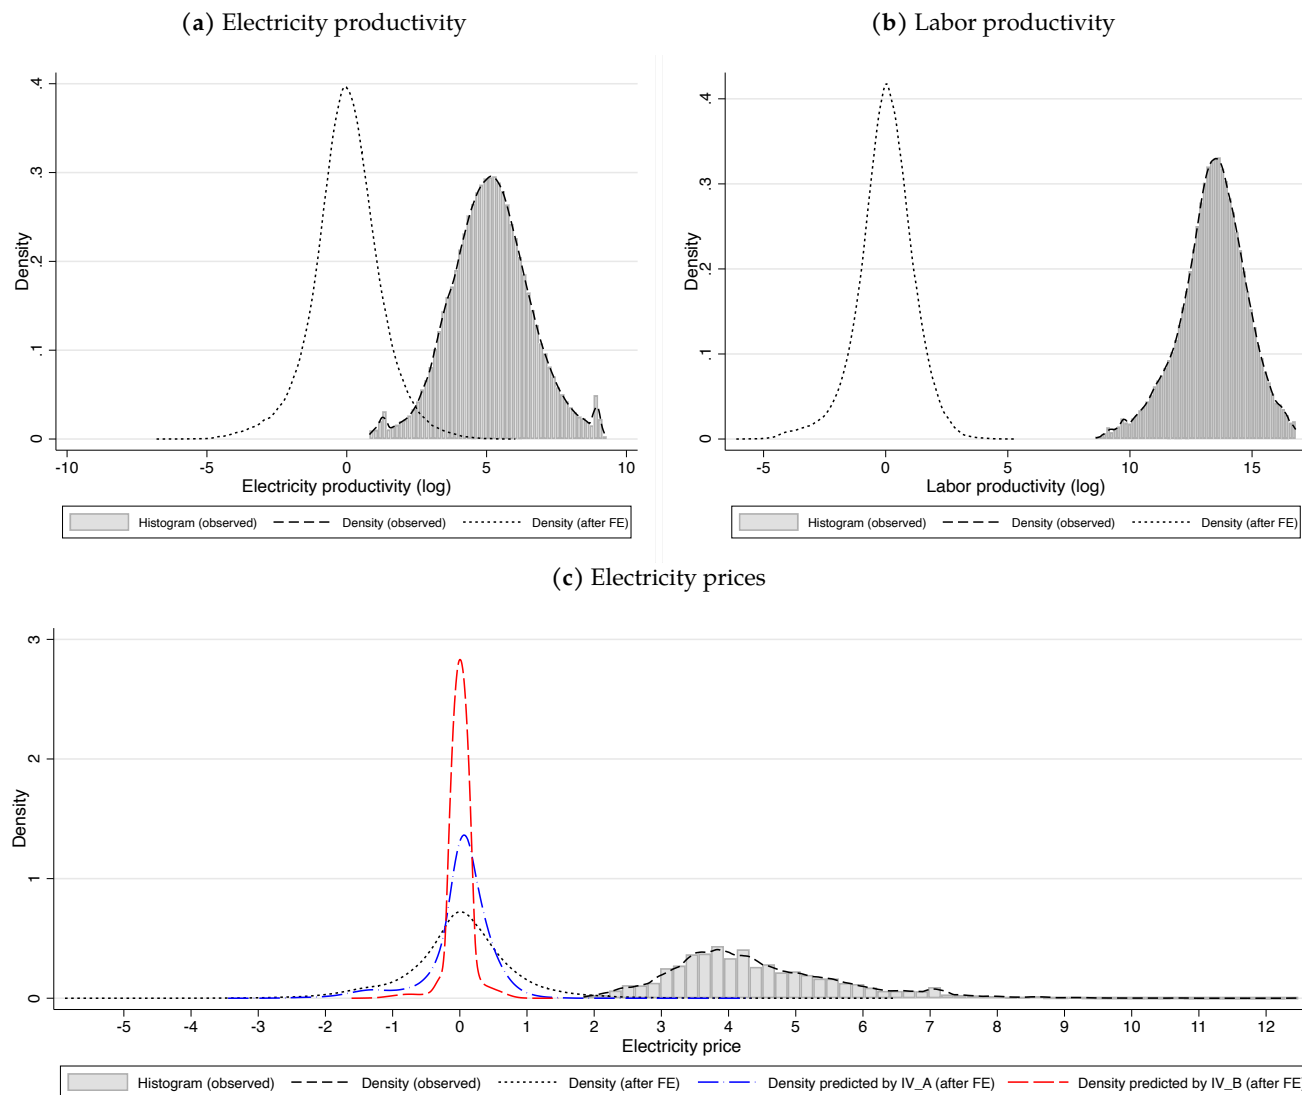 (a) Electricity productivity
Density
0 .1 .2 .3 .4
-10 -5 0 5 10
Electricity productivity (log)
Histogram (observed) Density (observed) Density (after FE)
(b) Labor productivity
Density
0 .1 .2 .3 .4
-5 0 5 10 15
Labor productivity (log)
Histogram (observed) Density (observed) Density (after FE)
(c) Electricity prices
Density
0 1 2 3
-5 -4 -3 -2 -1 0 1 2 3 4 5 6 7 8 9 10 11 12
Electricity price
Histogram (observed) Density (observed) Density (after FE) Density predicted by IV_A (after FE) Density predicted by IV_B (after FE)